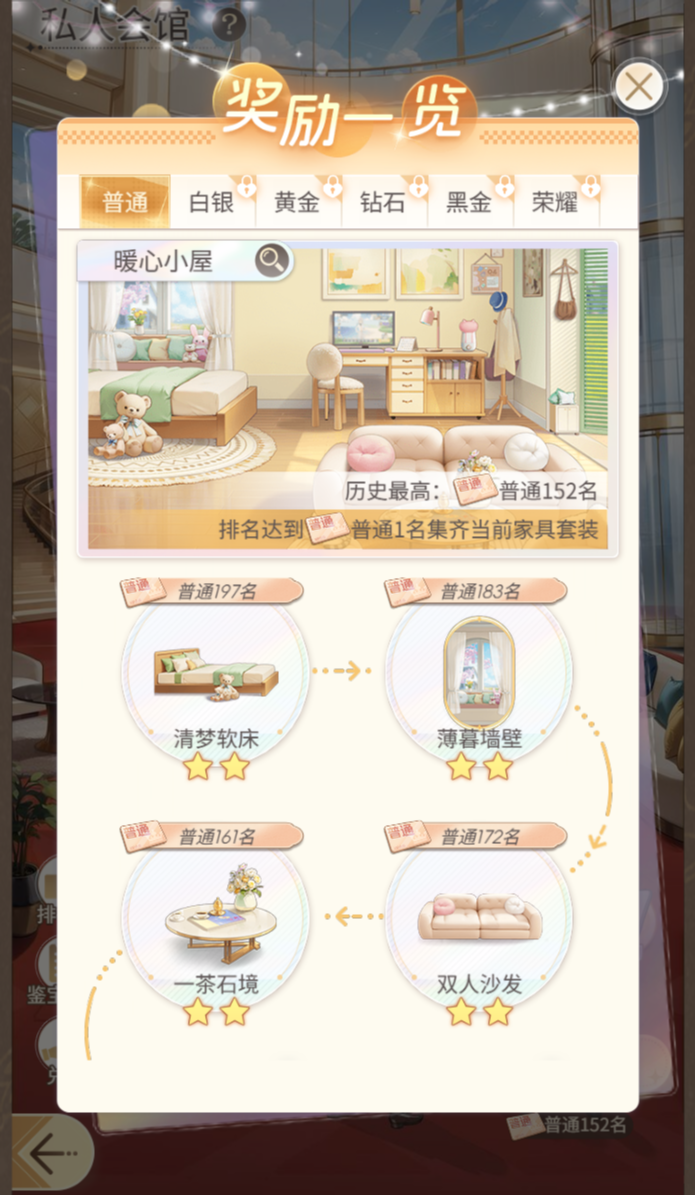 私人会馆 ?
奖励一览
普通 白银 黄金 钻石 黑金 荣耀
暖心小屋
历史最高： 普通 普通152名
排名达到 普通 普通1名集齐当前家具套装
普通 普通197名
普通 普通183名
清梦软床
薄暮墙壁
普通 普通161名
普通 普通172名
一茶石境
双人沙发
排
鉴宝
兑
普通 普通152名